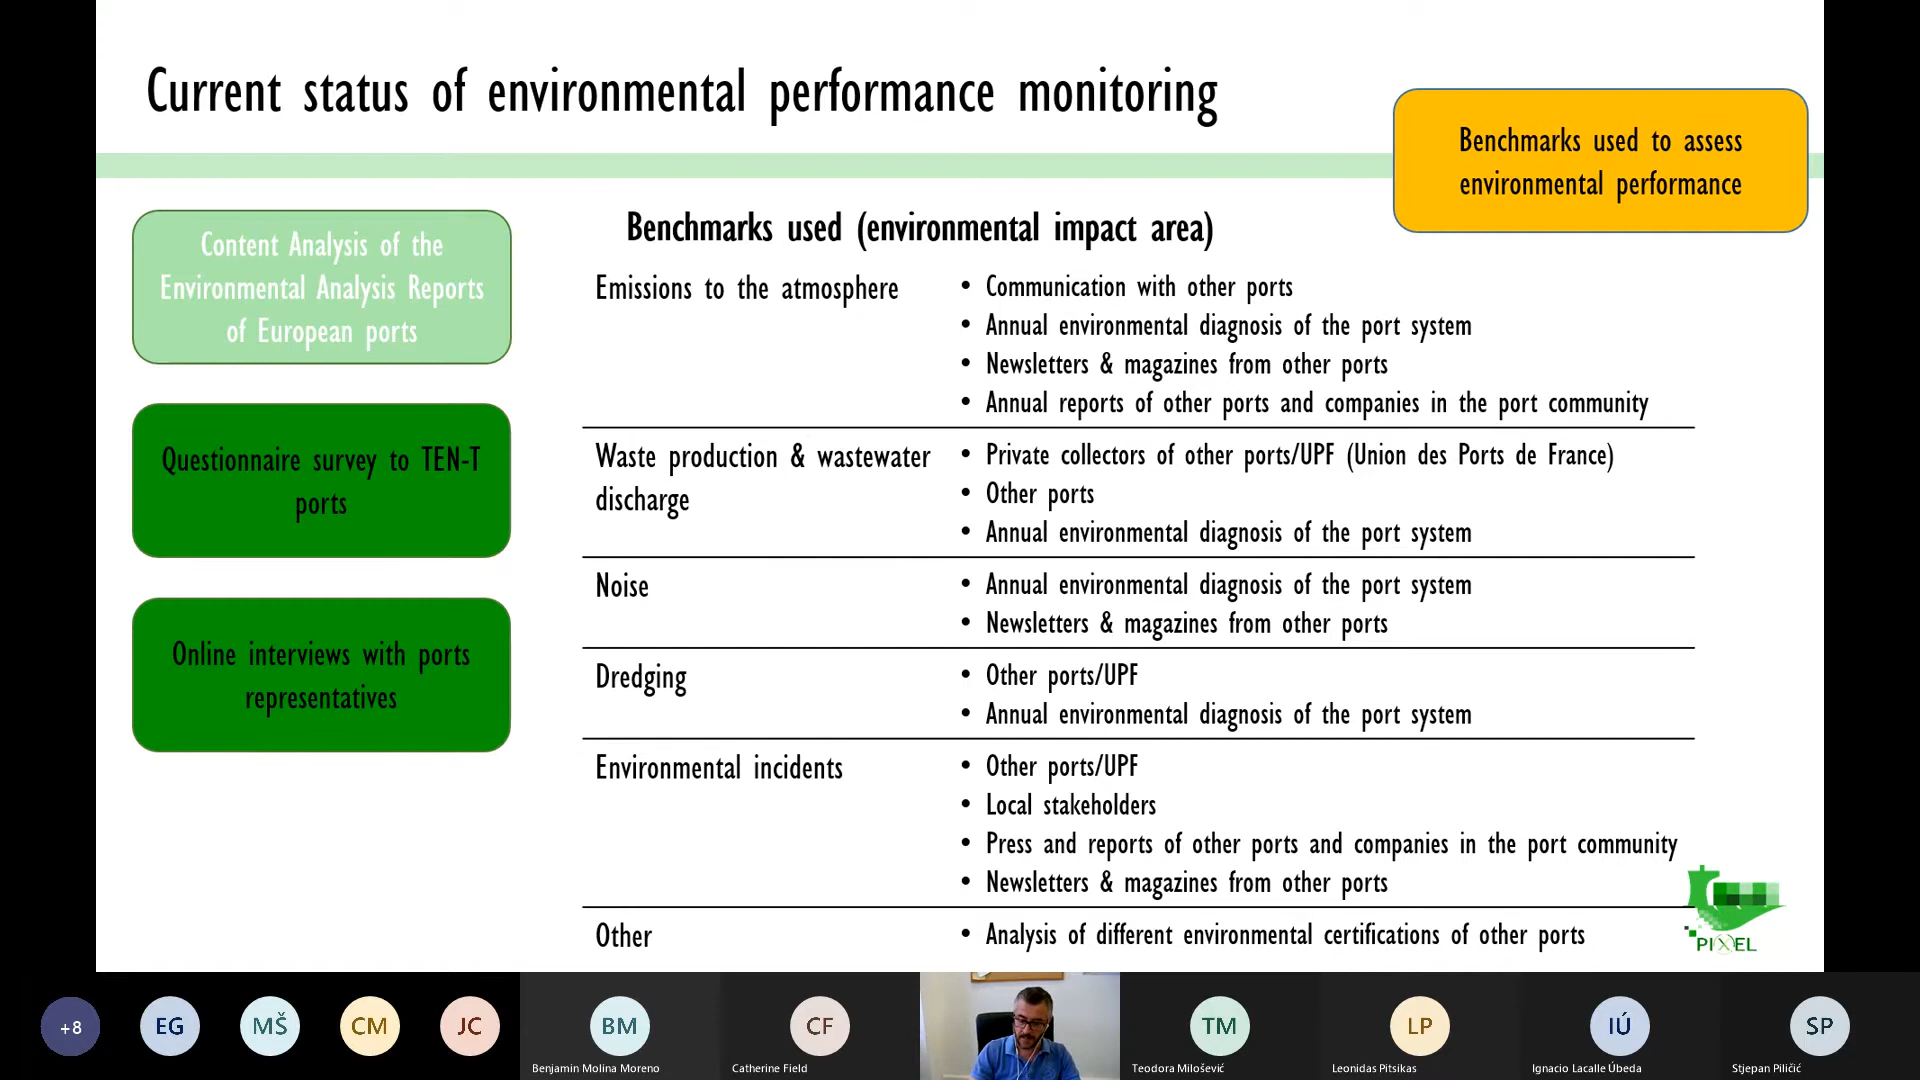 Current status of environmental performance monitoring
Benchmarks used to assess
environmental performance
Content Analysis of the
Environmental Analysis Reports
of European ports
Questionnaire survey to TEN-T
ports
Online interviews with ports
representatives
Benchmarks used (environmental impact area)
Emissions to the atmosphere
• Communication with other ports
• Annual environmental diagnosis of the port system
• Newsletters & magazines from other ports
• Annual reports of other ports and companies in the port community
Waste production & wastewater
discharge
• Private collectors of other ports/UPF (Union des Ports de France)
• Other ports
• Annual environmental diagnosis of the port system
Noise
• Annual environmental diagnosis of the port system
• Newsletters & magazines from other ports
Dredging
• Other ports/UPF
• Annual environmental diagnosis of the port system
Environmental incidents
• Other ports/UPF
• Local stakeholders
• Press and reports of other ports and companies in the port community
• Newsletters & magazines from other ports
Other
• Analysis of different environmental certifications of other ports
PIXEL
+8
EG
MŠ
CM
JC
BM
Benjamin Molina Moreno
CF
Catherine Field
TM
Teodora Milošević
LP
Leonidas Pitsikas
IÚ
Ignacio Lacalle Úbeda
SP
Stjepan Piličić